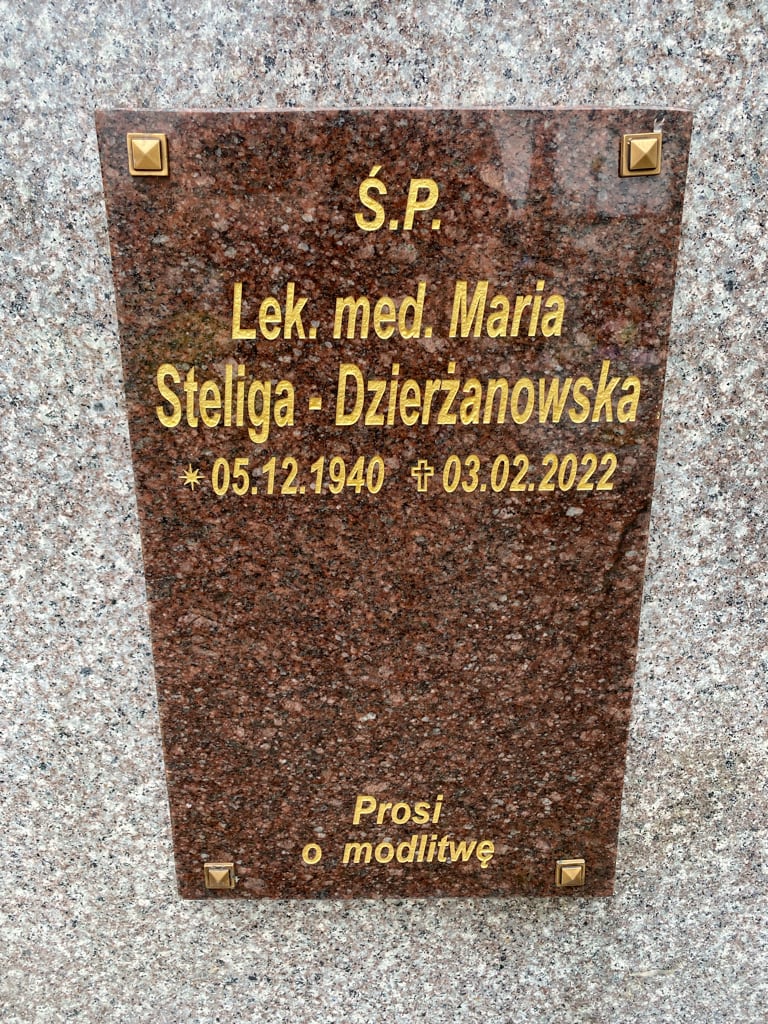 Ś.P.
Lek. med. Maria
Steliga - Dzierżanowska
✴ 05.12.1940 ✝ 03.02.2022
Prosi
o modlitwę